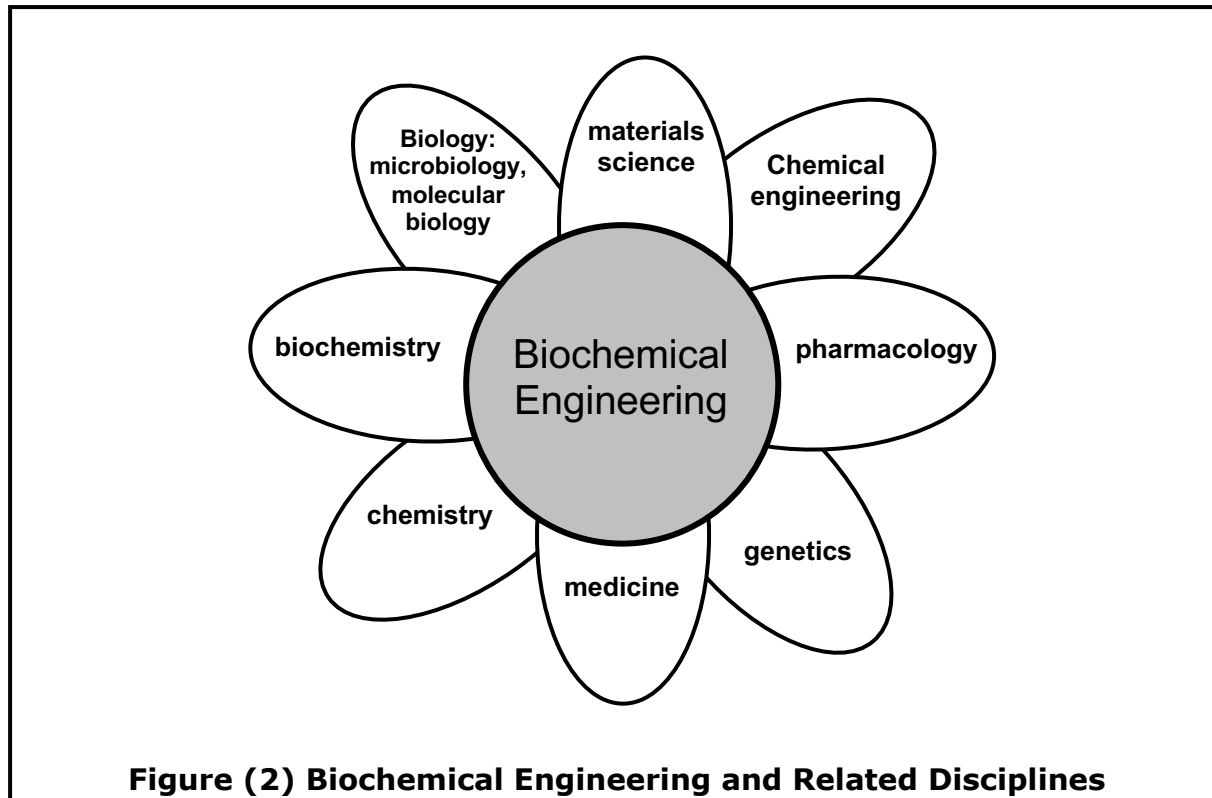 Biology:
microbiology,
molecular
biology
materials
science
Chemical
engineering
biochemistry
Biochemical
Engineering
pharmacology
chemistry
medicine
genetics
Figure (2) Biochemical Engineering and Related Disciplines